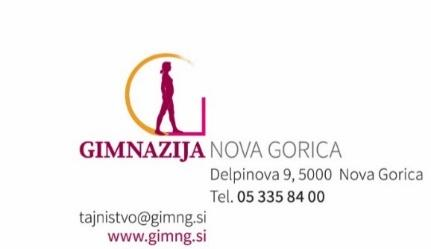 GIMNAZIJA NOVA GORICA
Delpinova 9, 5000 Nova Gorica
Tel. 05 335 84 00
tajnistvo@gimng.si
www.gimng.si